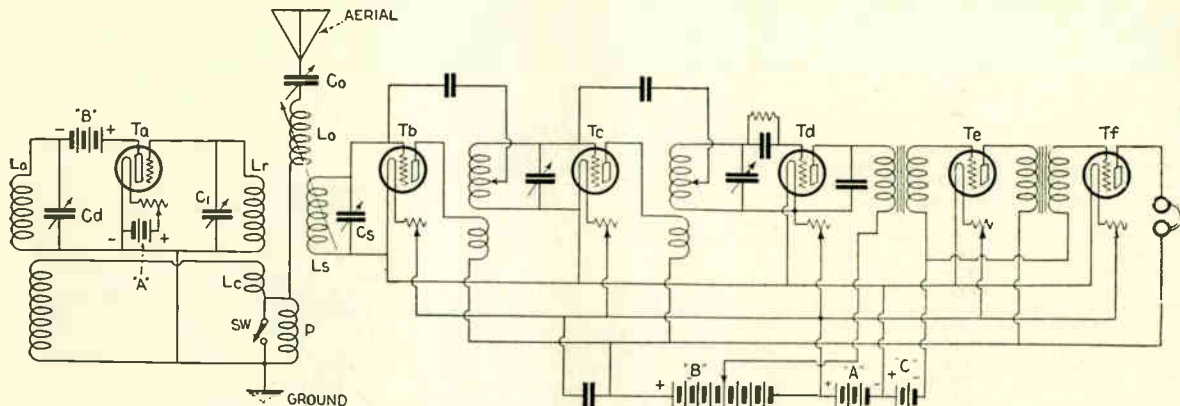 AERIAL
Co
"B"
- +
Ta
Tb
Tc
Td
Te
Tf
La
Lr
Lo
Cd
C1
Cs
- +
"A"
Lc
Ls
SW
P
GROUND
+ "B" -
+ "A" -
+ "C" -